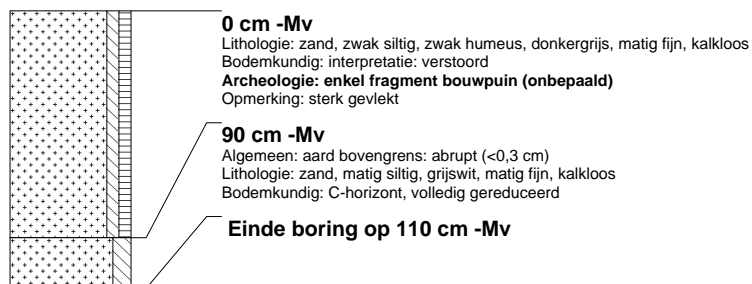 0 cm -Mv
Lithologie: zand, zwak siltig, zwak humeus, donkergrijs, matig fijn, kalkloos
Bodemkundig: interpretatie: verstoord
Archeologie: enkel fragment bouwpuin (onbepaald)
Opmerking: sterk gevlekt
90 cm -Mv
Algemeen: aard bovengrens: abrupt (<0,3 cm)
Lithologie: zand, matig siltig, grijswit, matig fijn, kalkloos
Bodemkundig: C-horizont, volledig gereduceerd
Einde boring op 110 cm -Mv